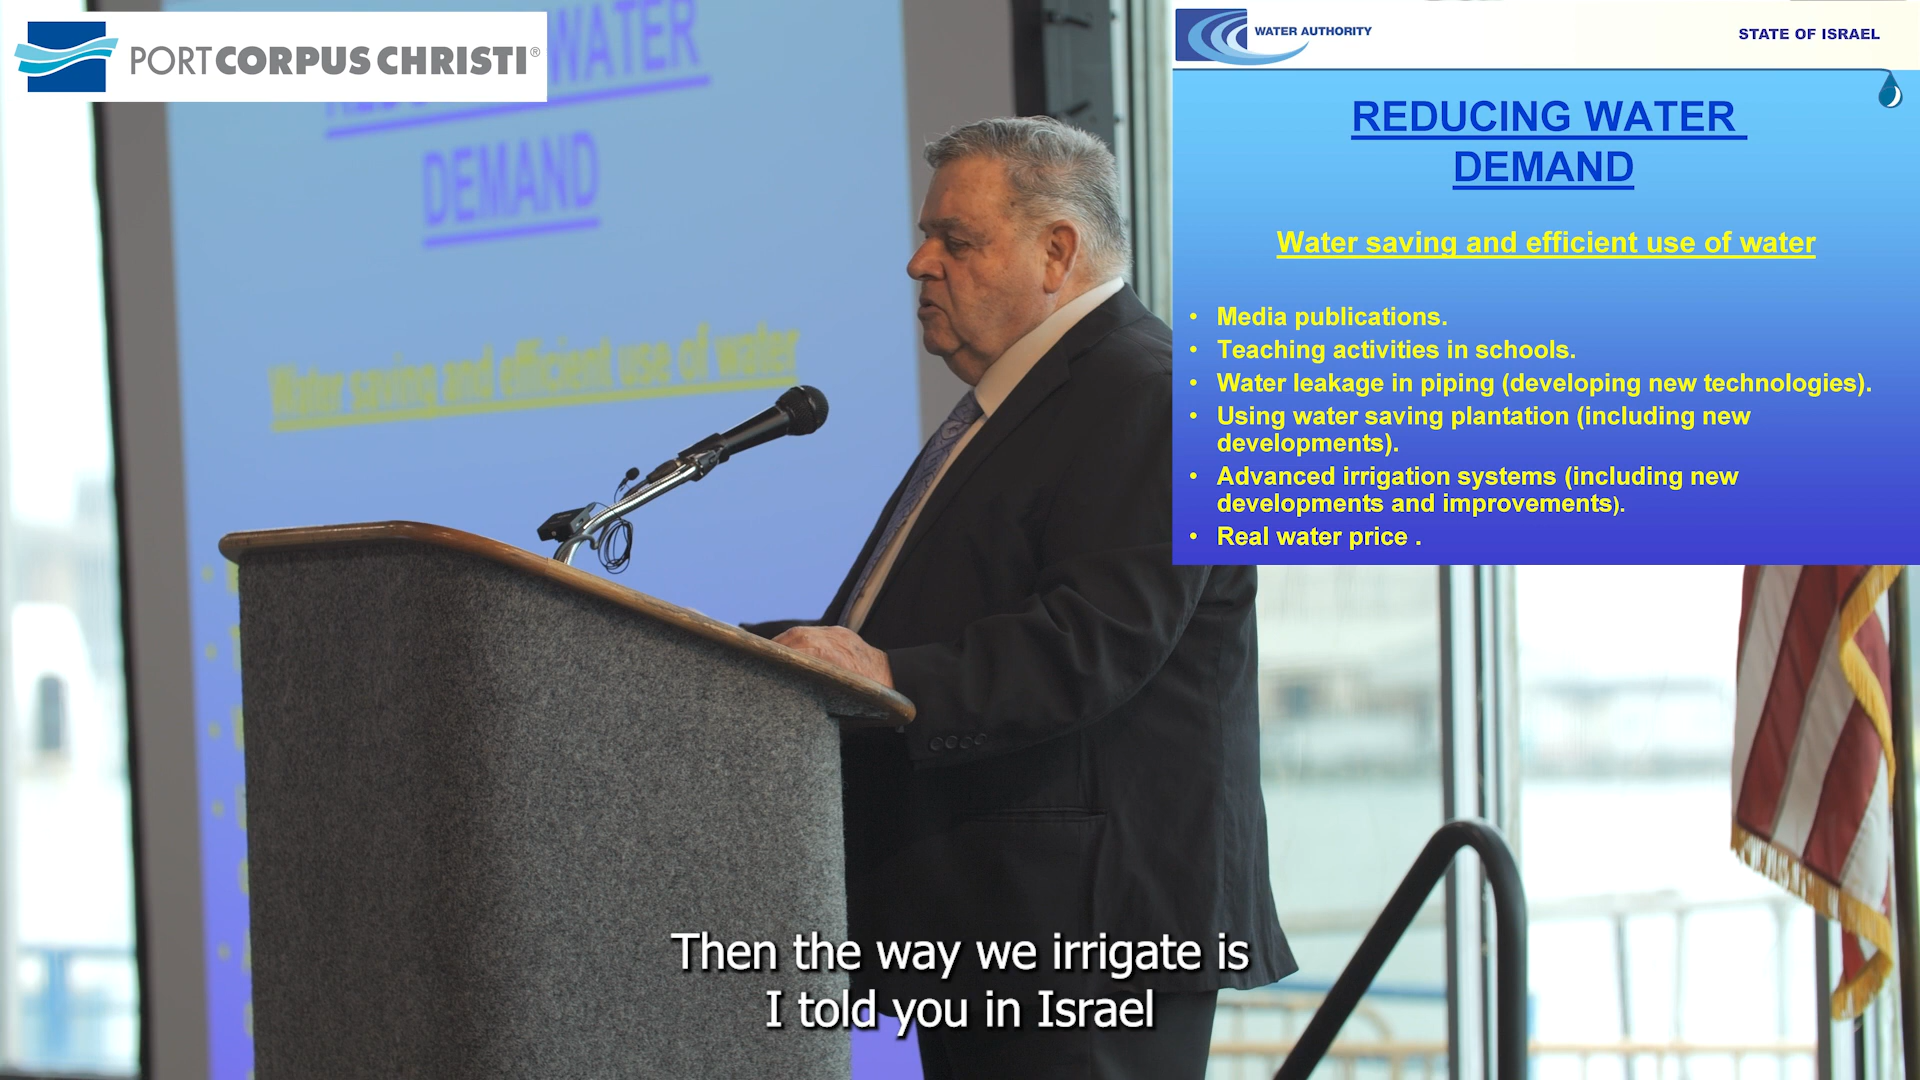 PORT CORPUS CHRISTI®
WATER
DEMAND
Water saving and efficient use of water
WATER AUTHORITY
STATE OF ISRAEL
REDUCING WATER
DEMAND
Water saving and efficient use of water
• Media publications.
• Teaching activities in schools.
• Water leakage in piping (developing new technologies).
• Using water saving plantation (including new
developments).
• Advanced irrigation systems (including new
developments and improvements).
• Real water price .
Then the way we irrigate is
I told you in Israel